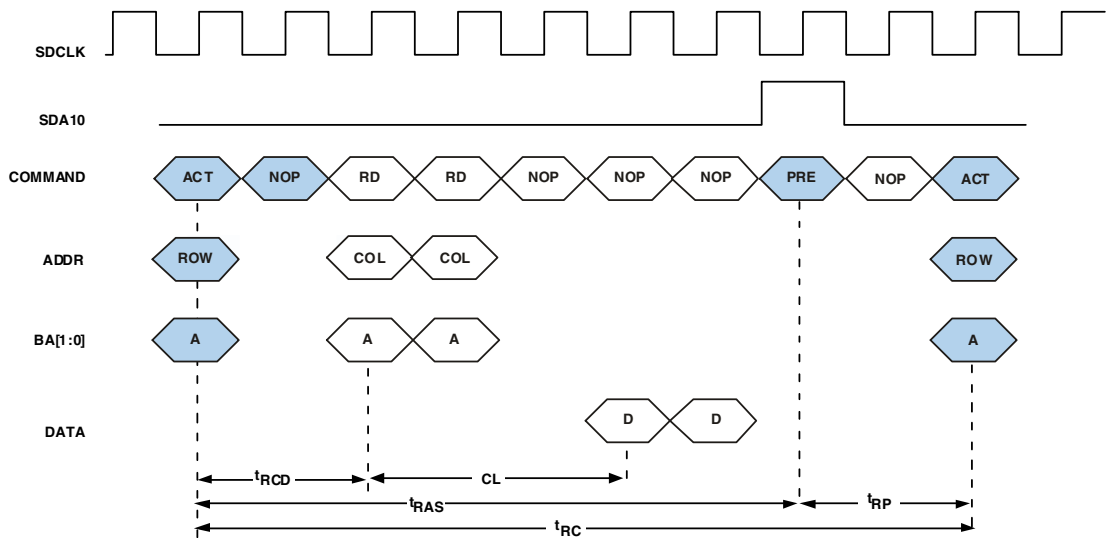 SDCLK
SDA10
COMMAND ACT NOP RD RD NOP NOP NOP PRE NOP ACT
ADDR ROW COL COL ROW
BA[1:0] A A A A
DATA D D
tRCD CL
tRAS tRP
tRC